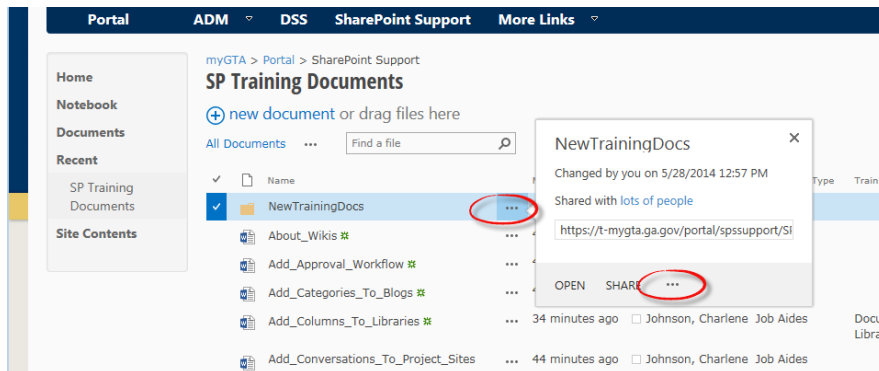 Portal ADM DSS SharePoint Support More Links
myGTA > Portal > SharePoint Support
Home
SP Training Documents
Notebook
new document or drag files here
Documents
All Documents ... Find a file
Recent
Name
Type
SP Training
Documents
Site Contents
NewTrainingDocs ...
About_Wikis ...
Add_Approval_Workflow ...
Add_Categories_To_Blogs ...
Add_Columns_To_Libraries ... 34 minutes ago Johnson, Charlene Job Aides
Add_Conversations_To_Project_Sites ... 44 minutes ago Johnson, Charlene Job Aides
NewTrainingDocs
Changed by you on 5/28/2014 12:57 PM
Shared with lots of people
https://t-mygta.ga.gov/portal/spssupport/SP
OPEN SHARE ...